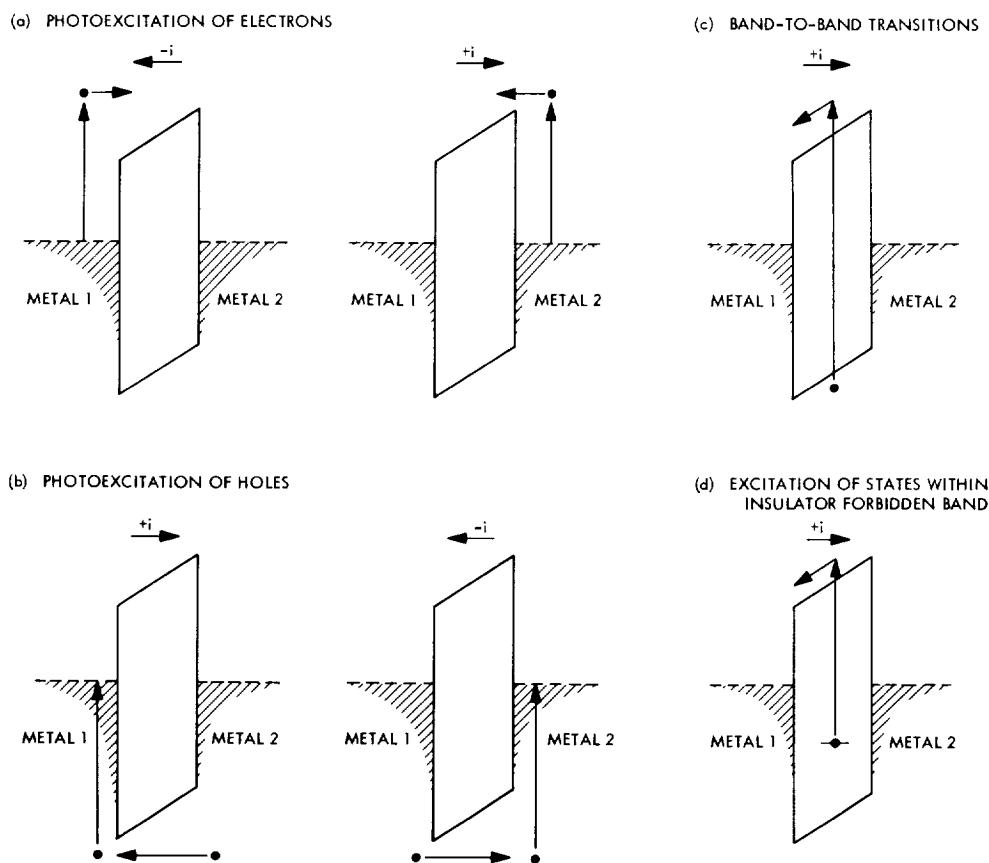 (a) PHOTOEXCITATION OF ELECTRONS
-i
+i
METAL 1
METAL 2
METAL 1
METAL 2
(c) BAND-TO-BAND TRANSITIONS
+i
METAL 1
METAL 2
(b) PHOTOEXCITATION OF HOLES
+i
-i
METAL 1
METAL 2
METAL 1
METAL 2
(d) EXCITATION OF STATES WITHIN
INSULATOR FORBIDDEN BAND
+i
METAL 1
METAL 2